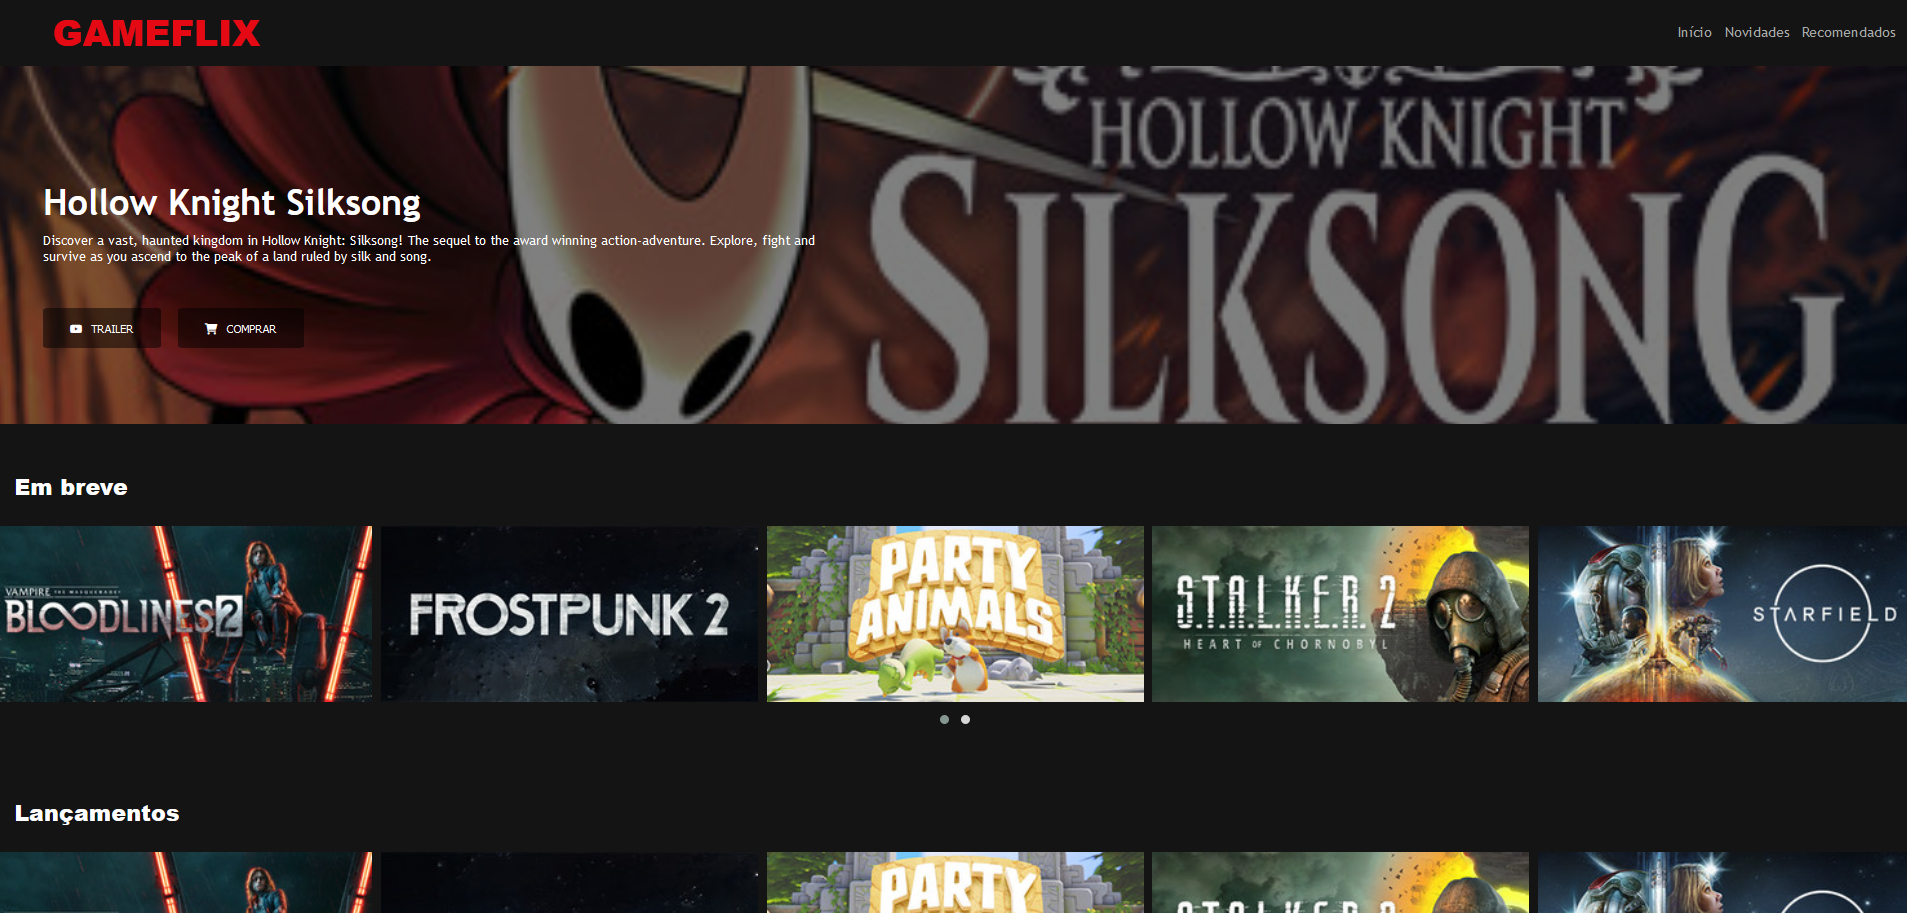 GAMEFLIX
Início Novidades Recomendados
HOLLOW KNIGHT
SILKSONG
Hollow Knight Silksong
Discover a vast, haunted kingdom in Hollow Knight: Silksong! The sequel to the award winning action-adventure. Explore, fight and
survive as you ascend to the peak of a land ruled by silk and song.
TRAILER COMPRAR
Em breve
VAMPIRE THE MASQUERADE
BLOODLINES 2
FROSTPUNK 2
PARTY
ANIMALS
S.T.A.L.K.E.R. 2
HEART OF CHORNOBYL
STARFIELD
Lançamentos
PARTY
S.T.A.L.K.E.R. 2
STARFIELD